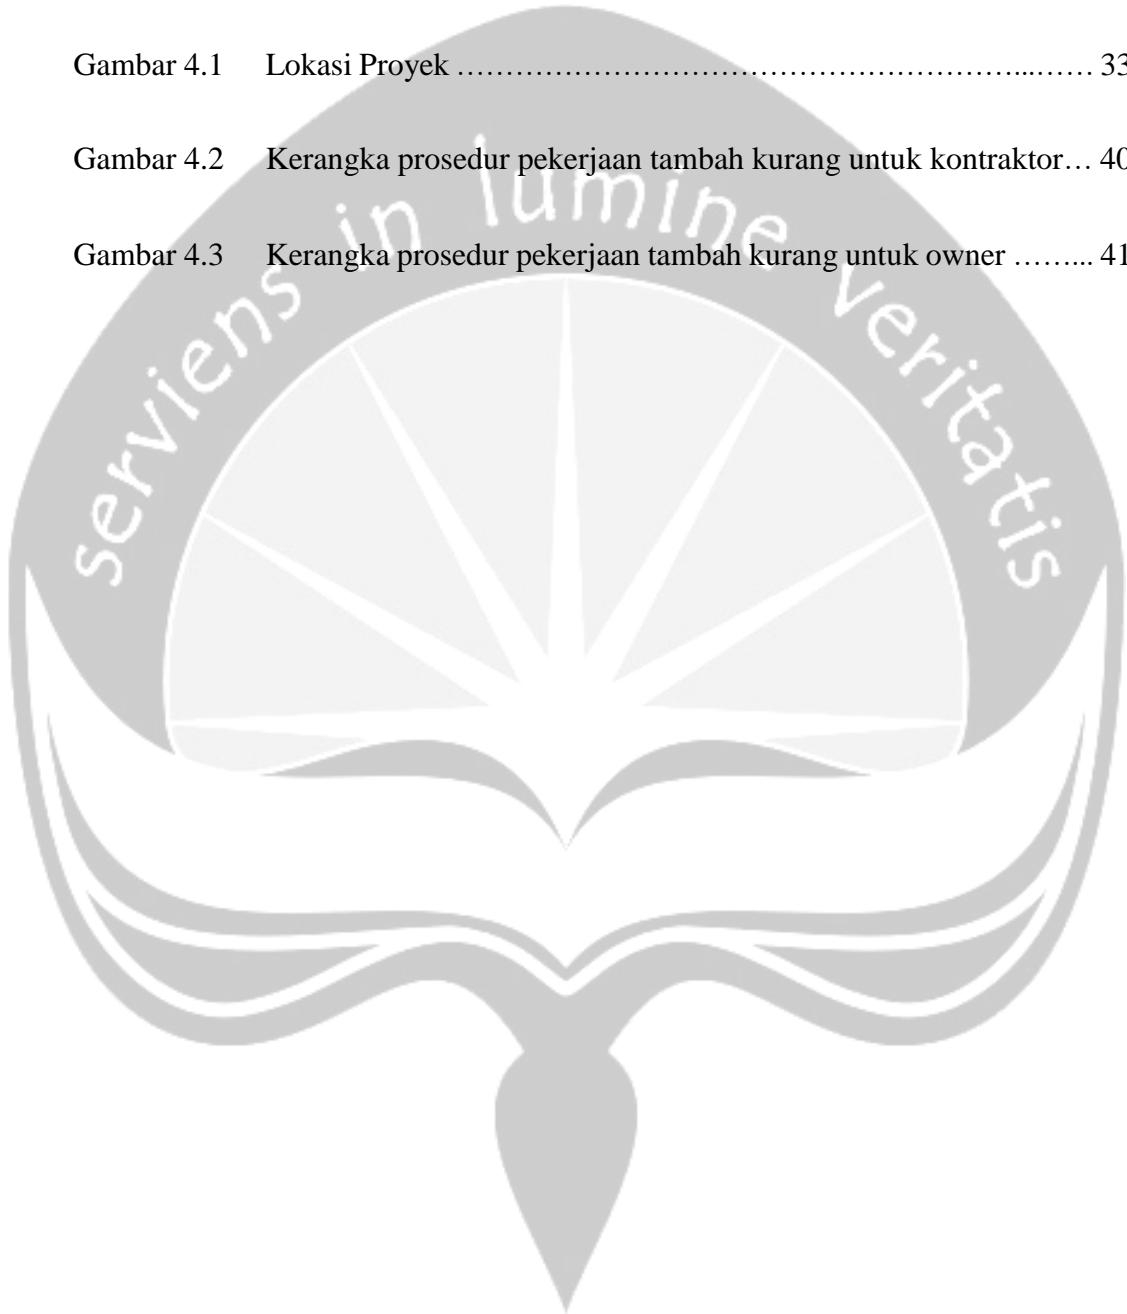 Gambar 4.1 Lokasi Proyek …………………………………………………...…… 33
Gambar 4.2 Kerangka prosedur pekerjaan tambah kurang untuk kontraktor… 40
Gambar 4.3 Kerangka prosedur pekerjaan tambah kurang untuk owner ……... 41
serviens in lumine veritatis